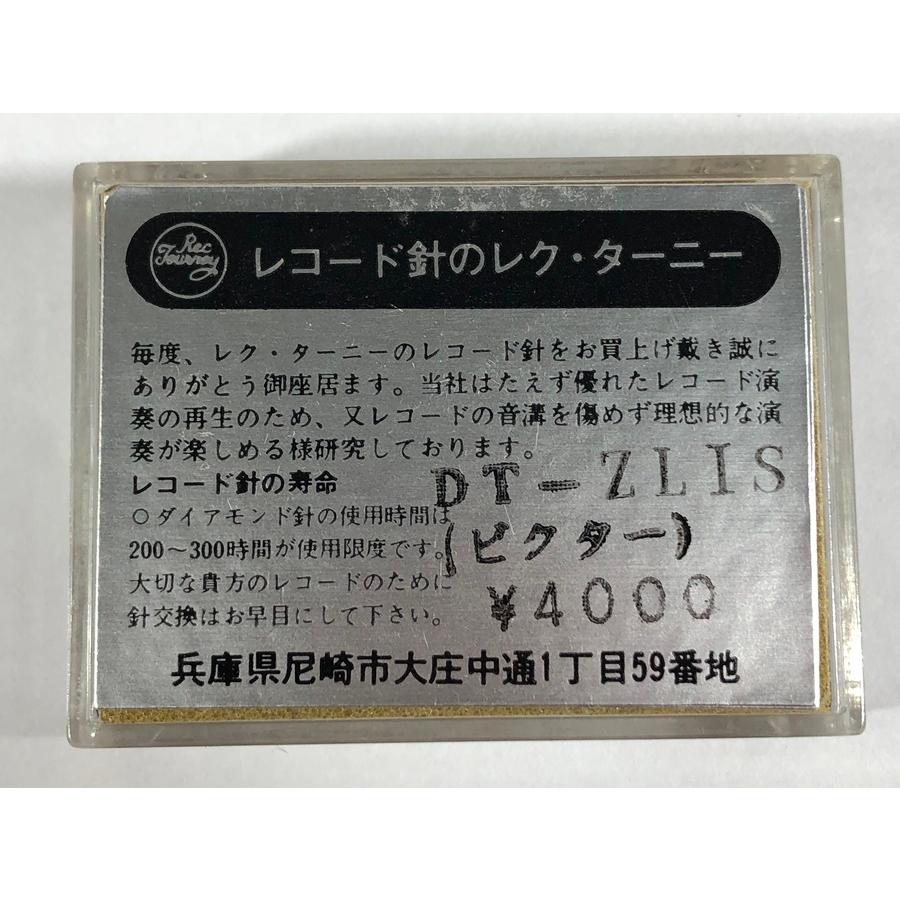 Rec
Tourney
レコード針のレク・ターニー
毎度、レク・ターニーのレコード針をお買上げ戴き誠に
ありがとう御座居ます。当社はたえず優れたレコード演
奏の再生のため、又レコードの音溝を傷めず理想的な演
奏が楽しめる様研究しております。
レコード針の寿命
○ダイアモンド針の使用時間は
200〜300時間が使用限度です。
大切な貴方のレコードのために
針交換はお早目にして下さい。
DT-ZLIS
(ビクター)
¥4000
兵庫県尼崎市大庄中通1丁目59番地